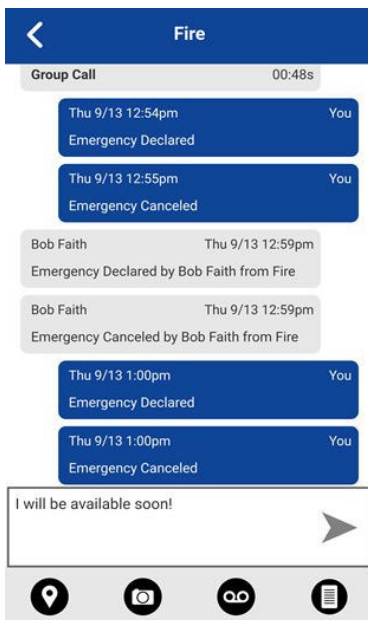 Fire
Group Call 00:48s
Thu 9/13 12:54pm You
Emergency Declared
Thu 9/13 12:55pm You
Emergency Canceled
Bob Faith Thu 9/13 12:59pm
Emergency Declared by Bob Faith from Fire
Bob Faith Thu 9/13 12:59pm
Emergency Canceled by Bob Faith from Fire
Thu 9/13 1:00pm You
Emergency Declared
Thu 9/13 1:00pm You
Emergency Canceled
I will be available soon!